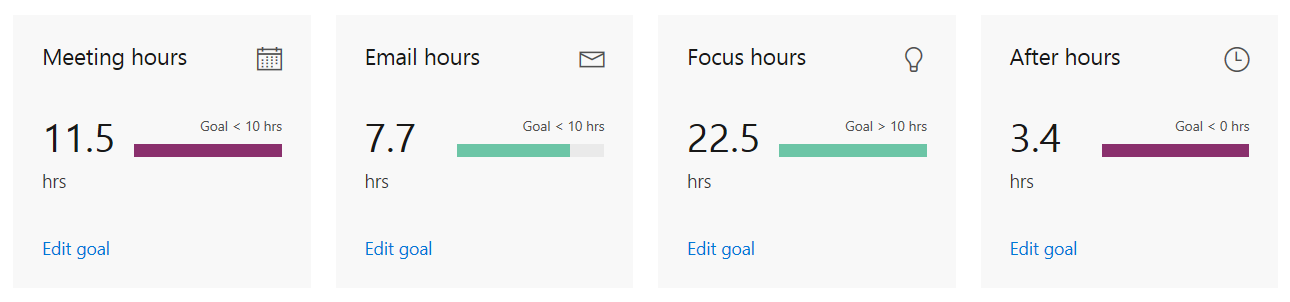 Meeting hours
11.5
Goal < 10 hrs
hrs
Edit goal
Email hours
7.7
Goal < 10 hrs
hrs
Edit goal
Focus hours
22.5
Goal > 10 hrs
hrs
Edit goal
After hours
3.4
Goal < 0 hrs
hrs
Edit goal